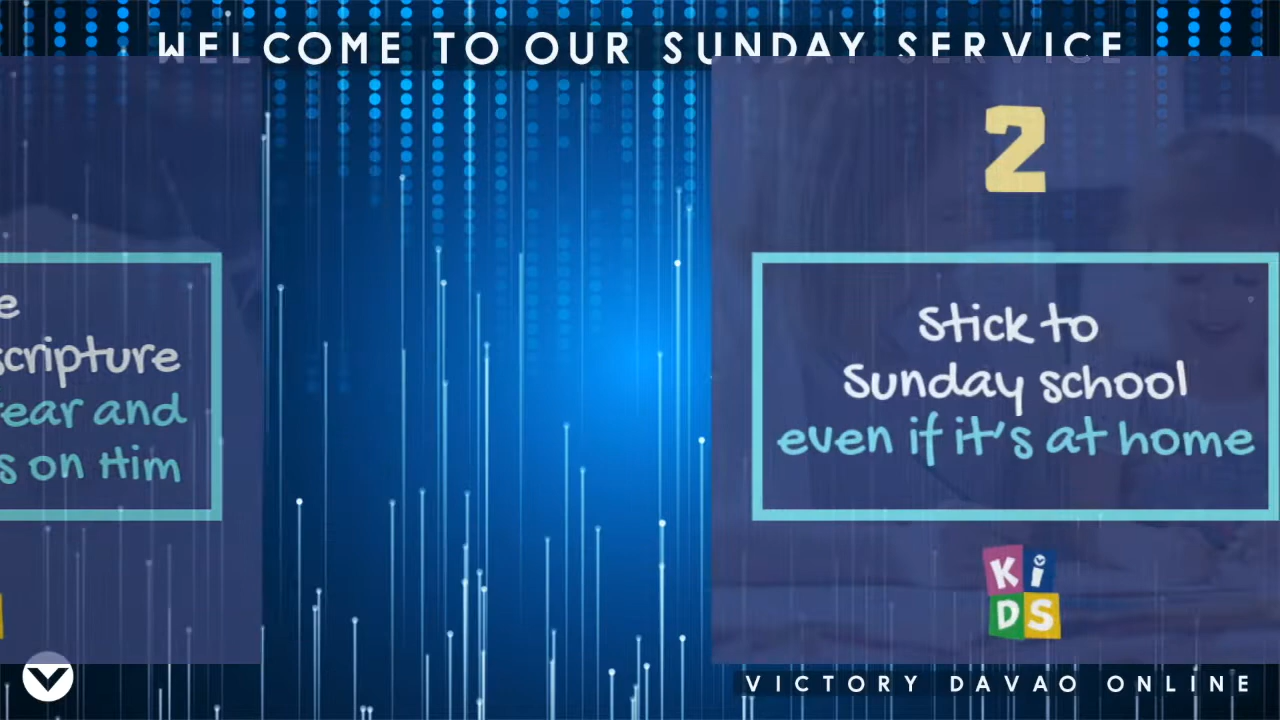 WELCOME TO OUR SUNDAY SERVICE
scripture
and
on Him
2
Stick to
Sunday school
even if it's at home
KiDS
VICTORY DAVAO ONLINE